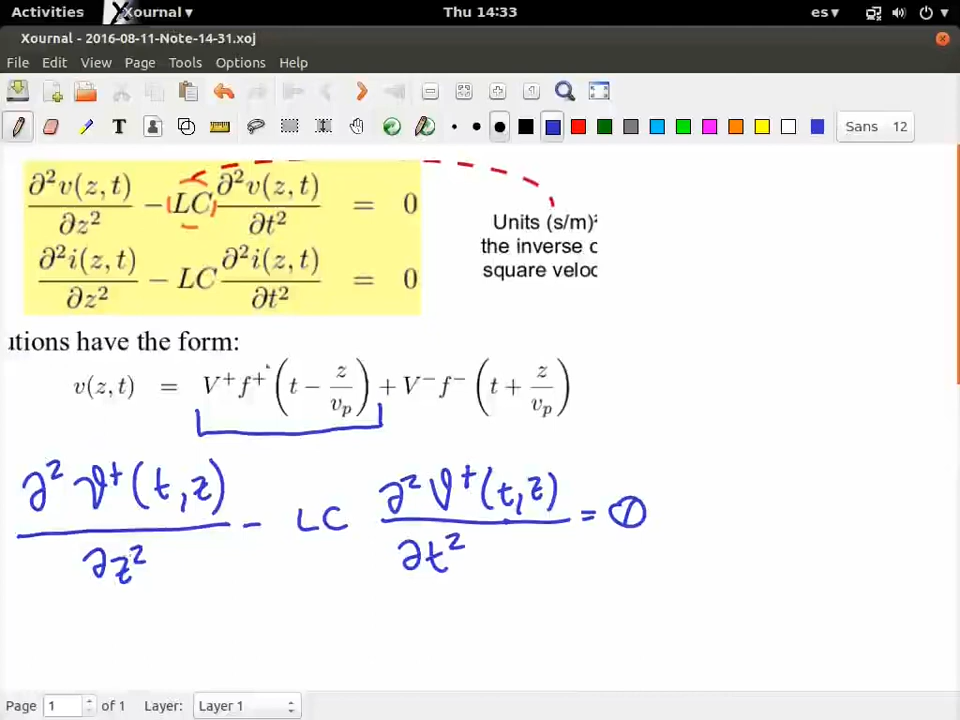 Activities Xournal ▾ Thu 14:33 es ▾
Xournal - 2016-08-11-Note-14-31.xoj
File Edit View Page Tools Options Help
T Sans 12
∂²v(z,t)/∂z² − LC ∂²v(z,t)/∂t² = 0
∂²i(z,t)/∂z² − LC ∂²i(z,t)/∂t² = 0
Units (s/m)²
the inverse o
square veloc
utions have the form:
v(z,t) = V⁺f⁺(t − z/vₚ) + V⁻f⁻(t + z/vₚ)
∂²V⁺(t,z)/∂z² − LC ∂²V⁺(t,z)/∂t² = 0
Page 1 of 1 Layer: Layer 1